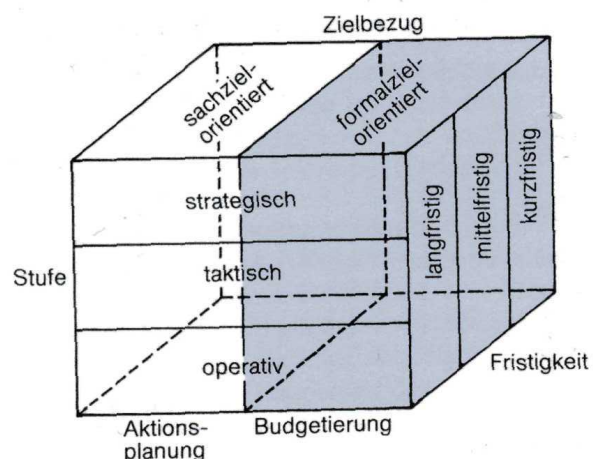 Zielbezug
sachziel-
orientiert
formalziel-
orientiert
strategisch
taktisch
operativ
Stufe
langfristig
mittelfristig
kurzfristig
Fristigkeit
Aktions-
planung
Budgetierung